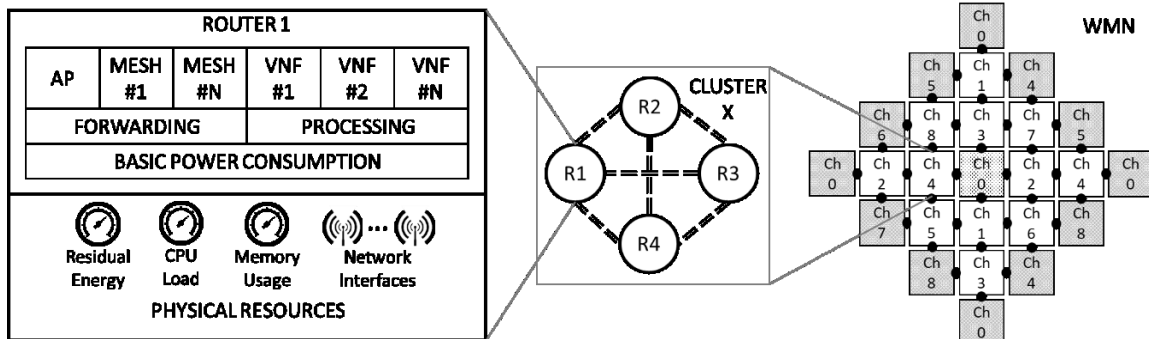 ROUTER 1
AP
MESH
#1
MESH
#N
VNF
#1
VNF
#2
VNF
#N
FORWARDING
PROCESSING
BASIC POWER CONSUMPTION
Residual
Energy
CPU
Load
Memory
Usage
Network
Interfaces
PHYSICAL RESOURCES
CLUSTER
X
R2
R1
R3
R4
WMN
Ch
0
Ch
5
Ch
1
Ch
4
Ch
6
Ch
8
Ch
3
Ch
7
Ch
5
Ch
0
Ch
2
Ch
4
Ch
0
Ch
2
Ch
4
Ch
0
Ch
7
Ch
5
Ch
1
Ch
6
Ch
8
Ch
8
Ch
3
Ch
4
Ch
0